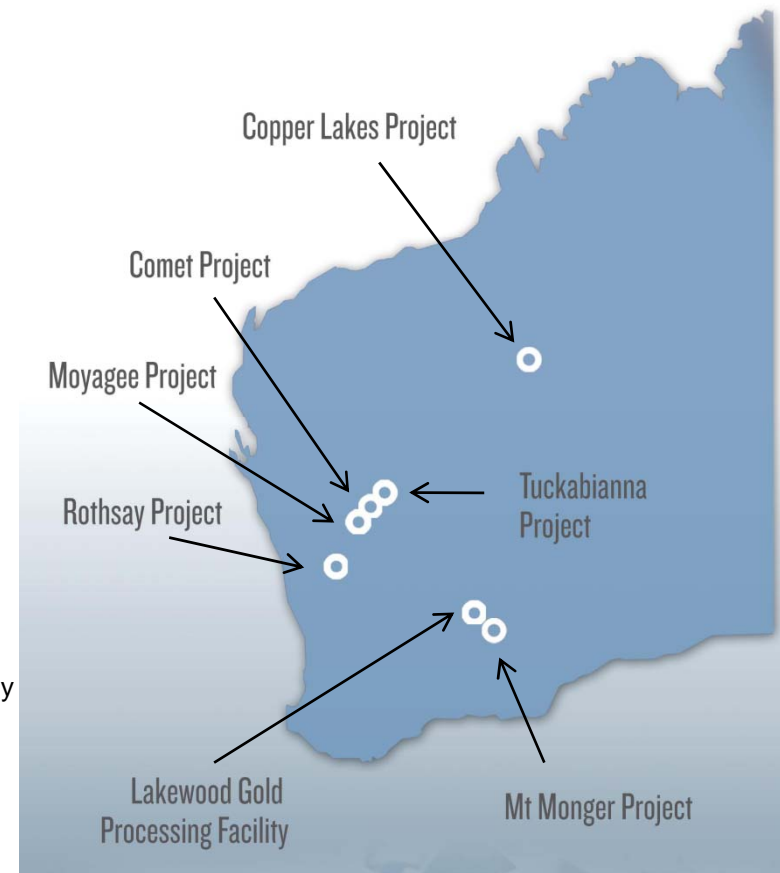 Copper Lakes Project
Comet Project
Moyagee Project
Tuckabianna
Project
Rothsay Project
y
Lakewood Gold
Processing Facility
Mt Monger Project